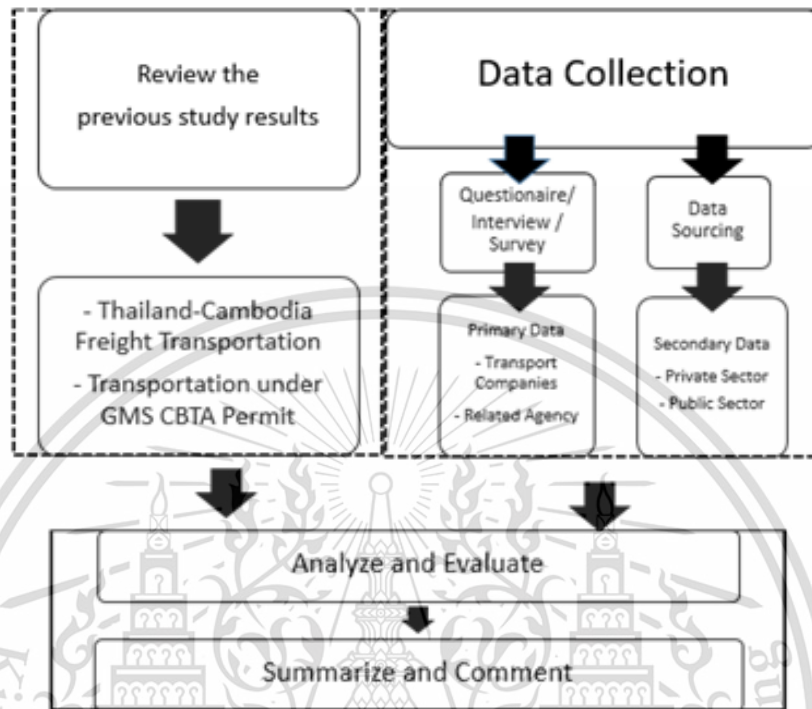 Review the
previous study results
- Thailand-Cambodia
Freight Transportation
- Transportation under
GMS CBTA Permit
Data Collection
Questionaire/
Interview /
Survey
Data
Sourcing
Primary Data
- Transport
Companies
- Related Agency
Secondary Data
- Private Sector
- Public Sector
Analyze and Evaluate
Summarize and Comment